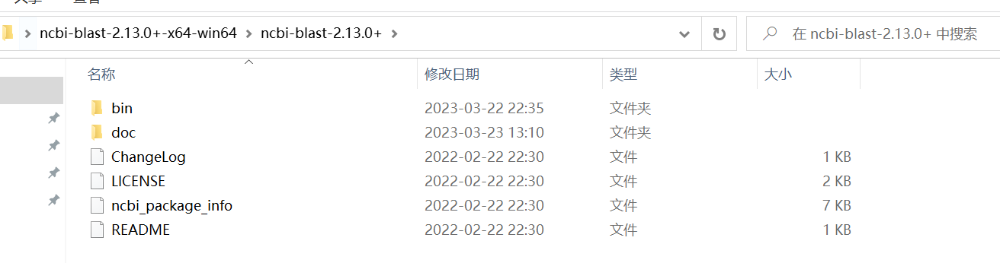 ncbi-blast-2.13.0+-x64-win64 ncbi-blast-2.13.0+ 在 ncbi-blast-2.13.0+ 中搜索
名称 修改日期 类型 大小
bin 2023-03-22 22:35 文件夹
doc 2023-03-23 13:10 文件夹
ChangeLog 2022-02-22 22:30 文件 1 KB
LICENSE 2022-02-22 22:30 文件 2 KB
ncbi_package_info 2022-02-22 22:30 文件 7 KB
README 2022-02-22 22:30 文件 1 KB